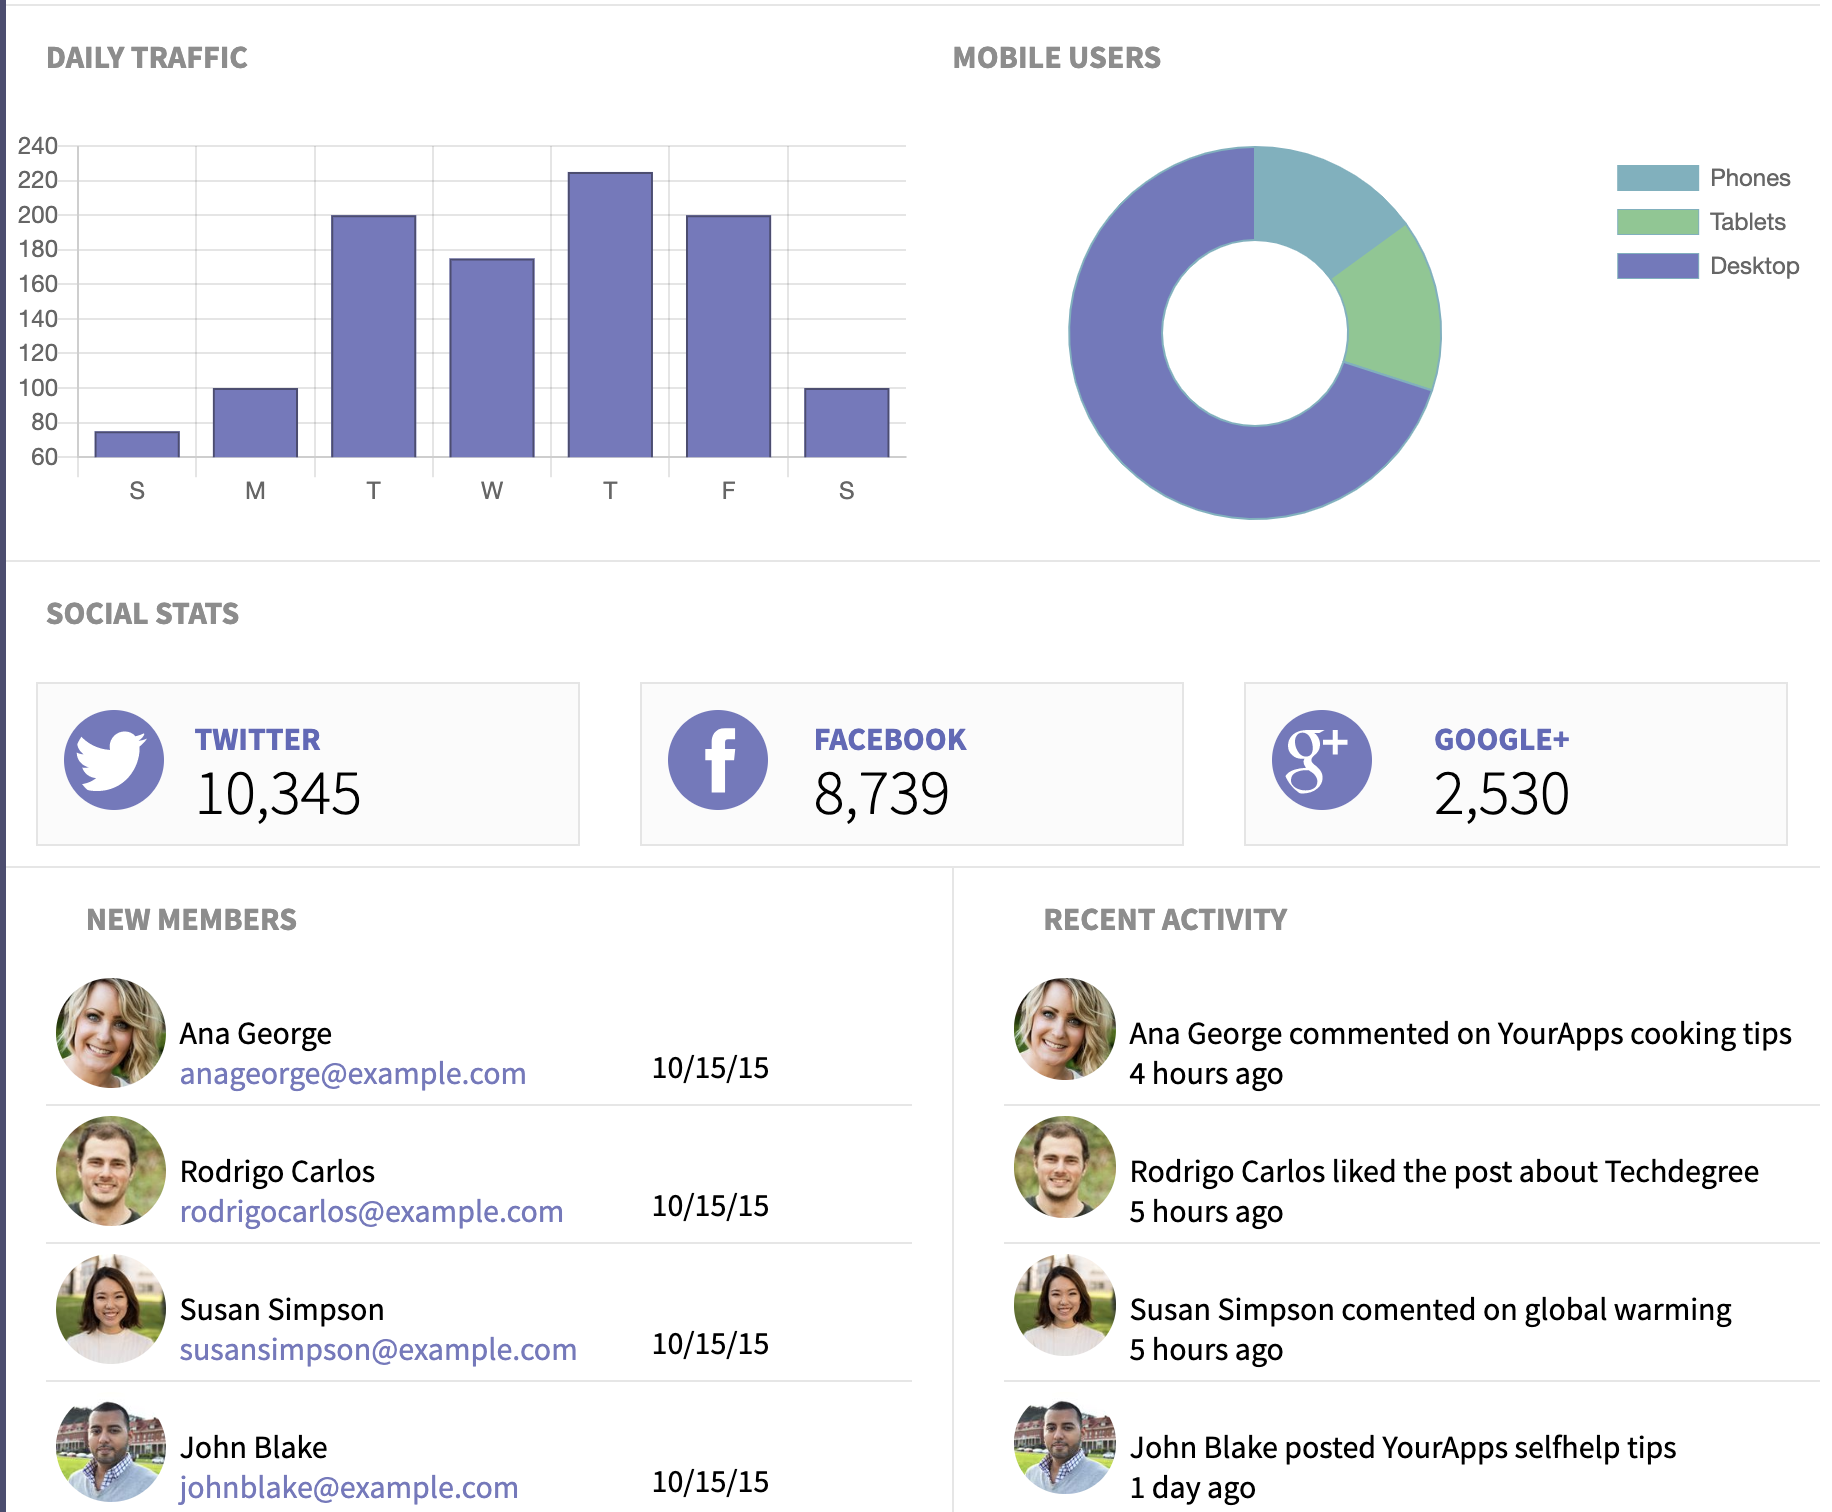 DAILY TRAFFIC
MOBILE USERS
240
220
200
180
160
140
120
100
80
60
S M T W T F S
Phones
Tablets
Desktop
SOCIAL STATS
TWITTER
10,345
FACEBOOK
8,739
GOOGLE+
2,530
NEW MEMBERS
Ana George
anageorge@example.com
10/15/15
Rodrigo Carlos
rodrigocarlos@example.com
10/15/15
Susan Simpson
susansimpson@example.com
10/15/15
John Blake
johnblake@example.com
10/15/15
RECENT ACTIVITY
Ana George commented on YourApps cooking tips
4 hours ago
Rodrigo Carlos liked the post about Techdegree
5 hours ago
Susan Simpson comented on global warming
5 hours ago
John Blake posted YourApps selfhelp tips
1 day ago